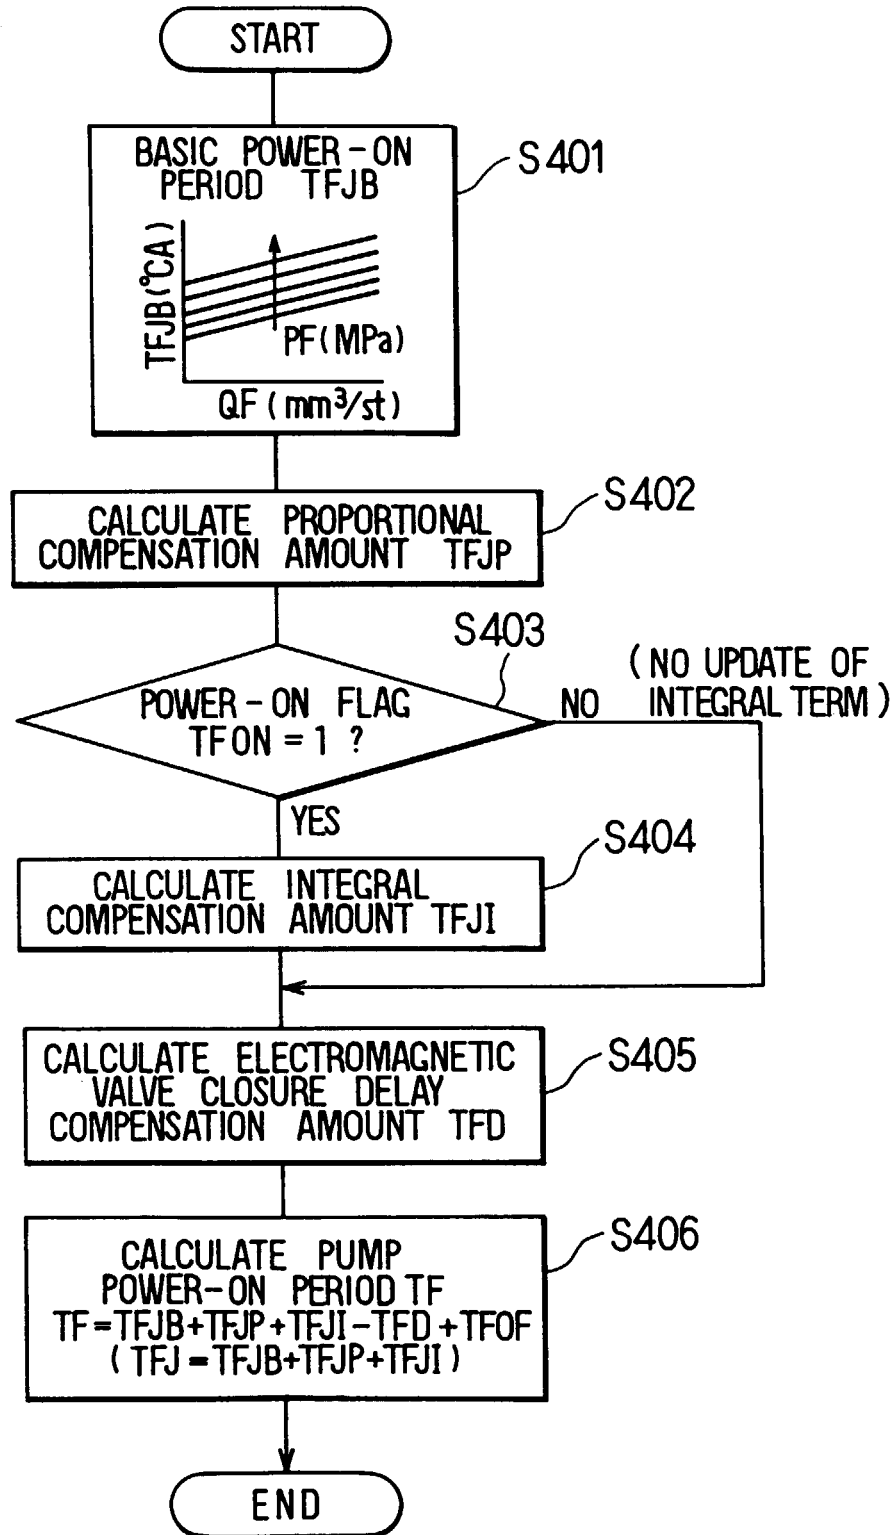 START
BASIC POWER-ON
PERIOD TFJB
S401
TFJB(°CA)
PF(MPa)
QF(mm³/st)
S402
CALCULATE PROPORTIONAL
COMPENSATION AMOUNT TFJP
S403
POWER-ON FLAG
TFON=1 ?
NO
(NO UPDATE OF
INTEGRAL TERM)
YES
S404
CALCULATE INTEGRAL
COMPENSATION AMOUNT TFJI
S405
CALCULATE ELECTROMAGNETIC
VALVE CLOSURE DELAY
COMPENSATION AMOUNT TFD
S406
CALCULATE PUMP
POWER-ON PERIOD TF
TF=TFJB+TFJP+TFJI-TFD+TFOF
(TFJ=TFJB+TFJP+TFJI)
END